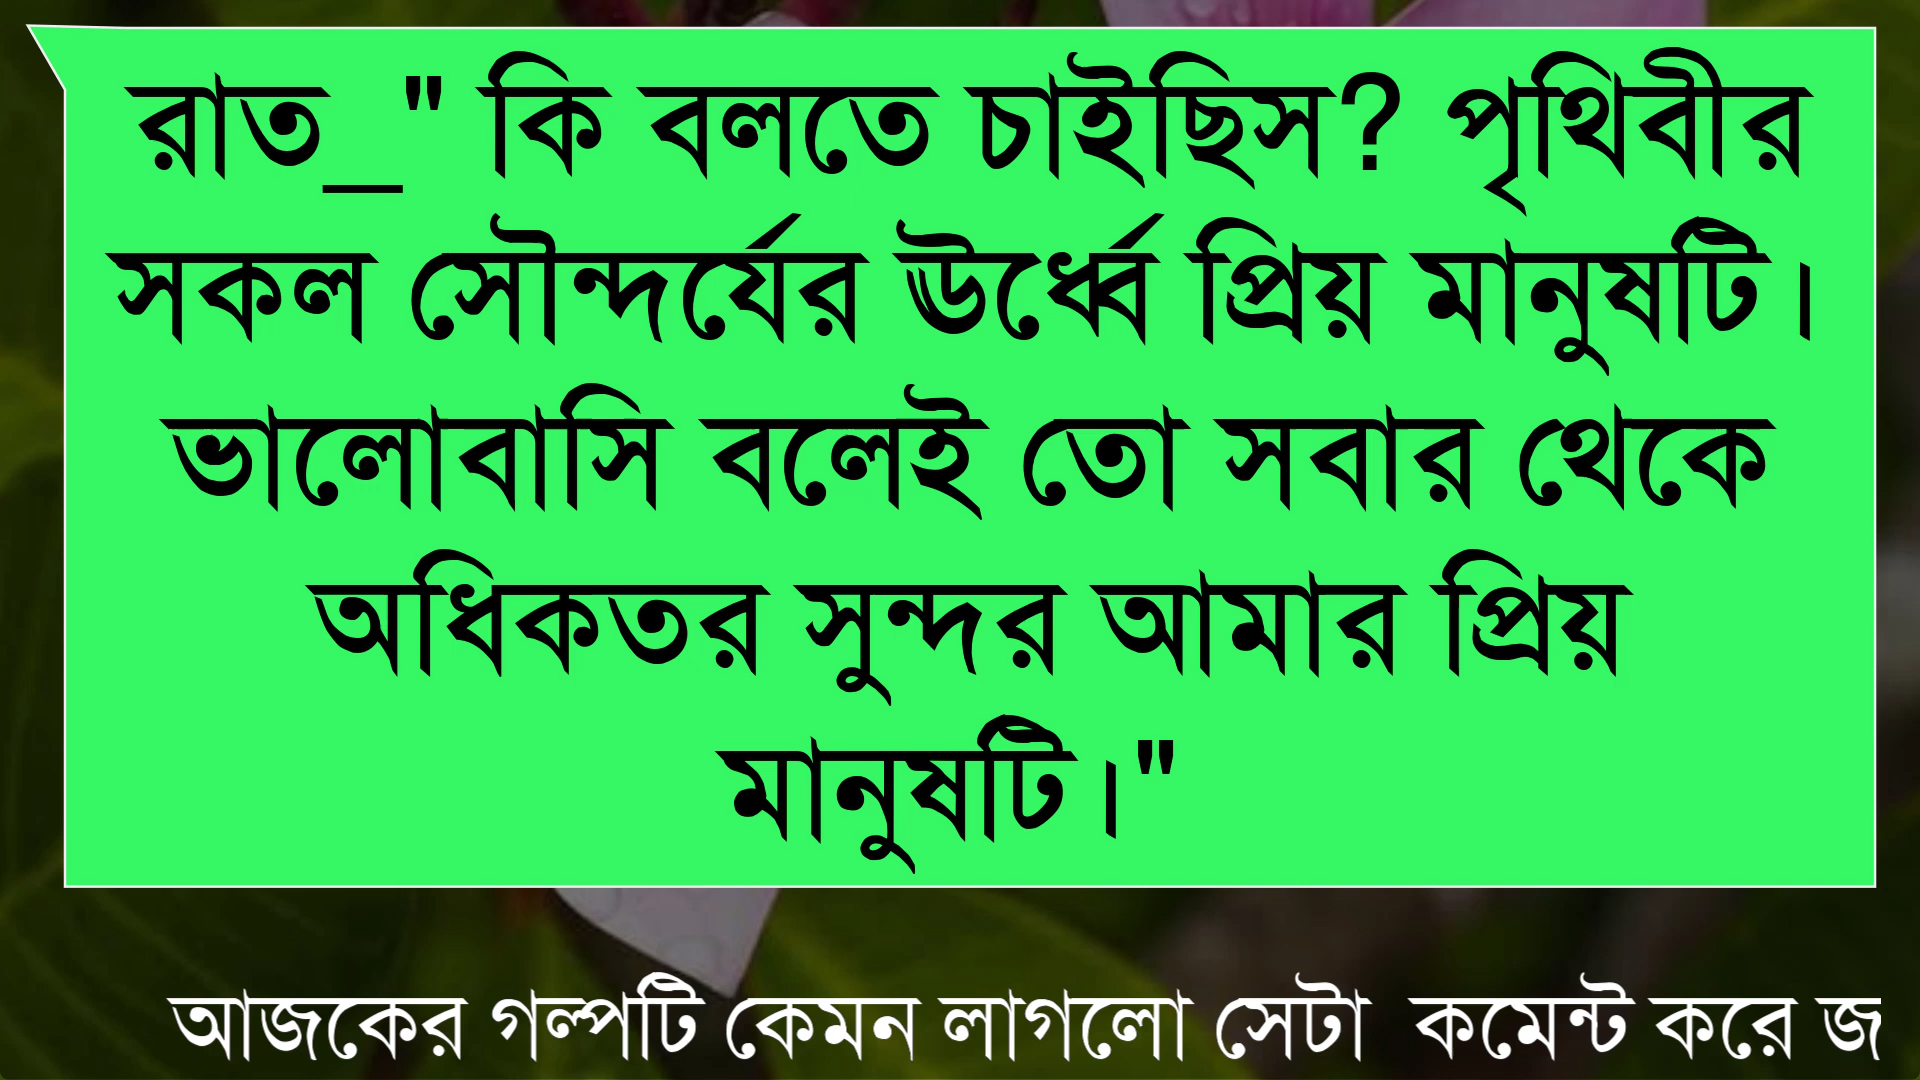 রাত_" কি বলতে চাইছিস? পৃথিবীর
সকল সৌন্দর্যের ঊর্ধ্বে প্রিয় মানুষটি।
ভালোবাসি বলেই তো সবার থেকে
অধিকতর সুন্দর আমার প্রিয়
মানুষটি।"
আজকের গল্পটি কেমন লাগলো সেটা কমেন্ট করে জ